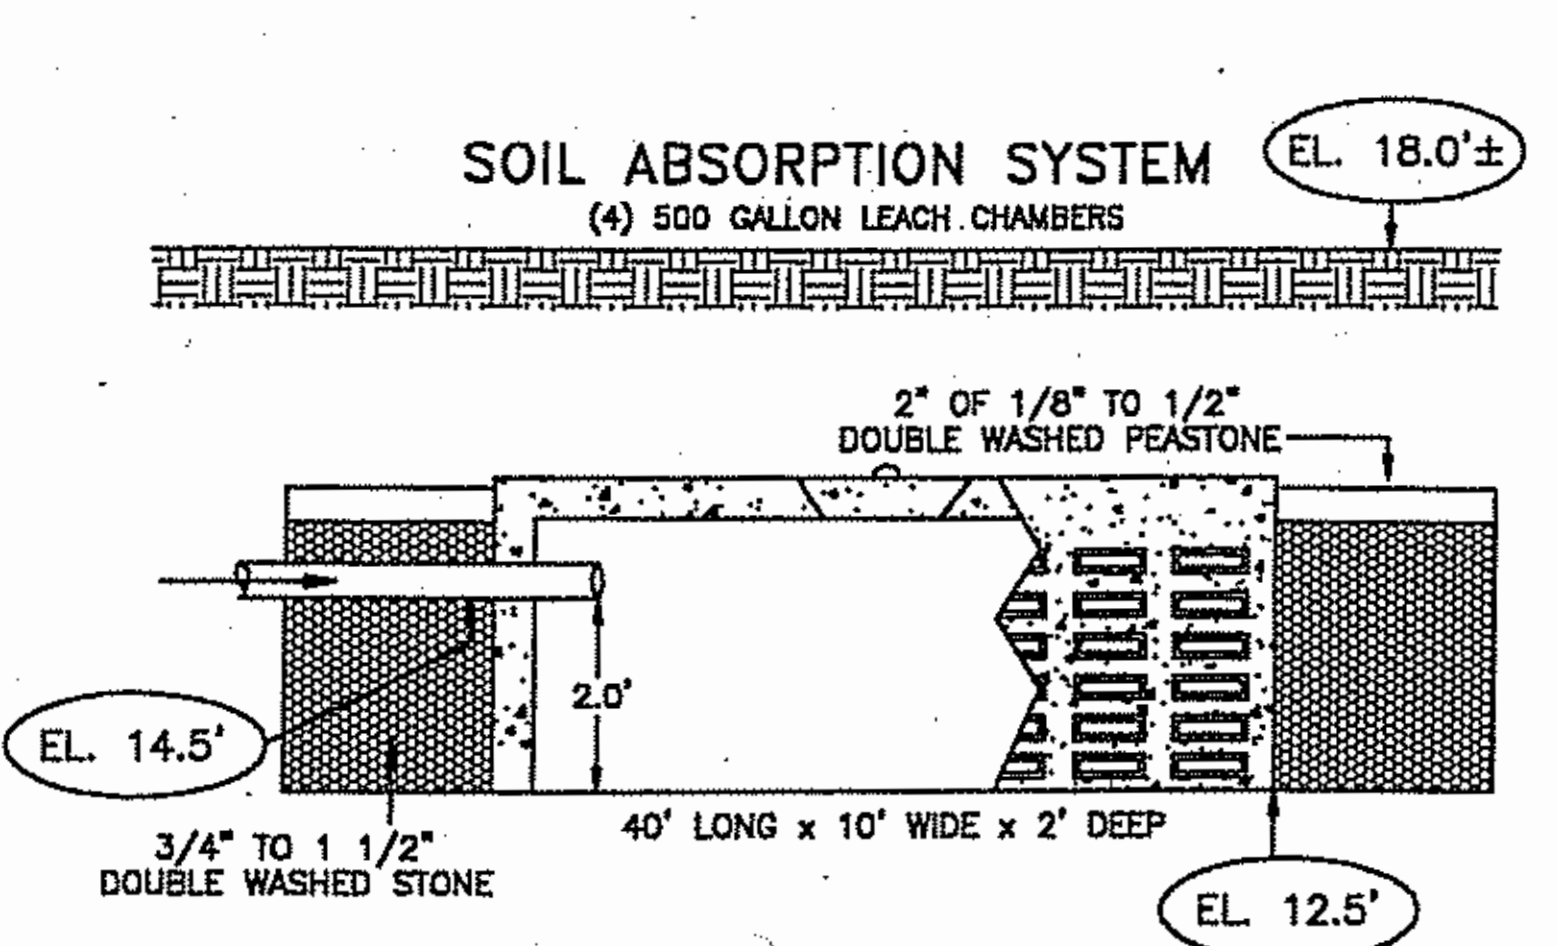 SOIL ABSORPTION SYSTEM
EL. 18.0'±
(4) 500 GALLON LEACH CHAMBERS
2" OF 1/8" TO 1/2"
DOUBLE WASHED PEASTONE
2.0'
EL. 14.5'
40' LONG x 10' WIDE x 2' DEEP
3/4" TO 1 1/2"
DOUBLE WASHED STONE
EL. 12.5'